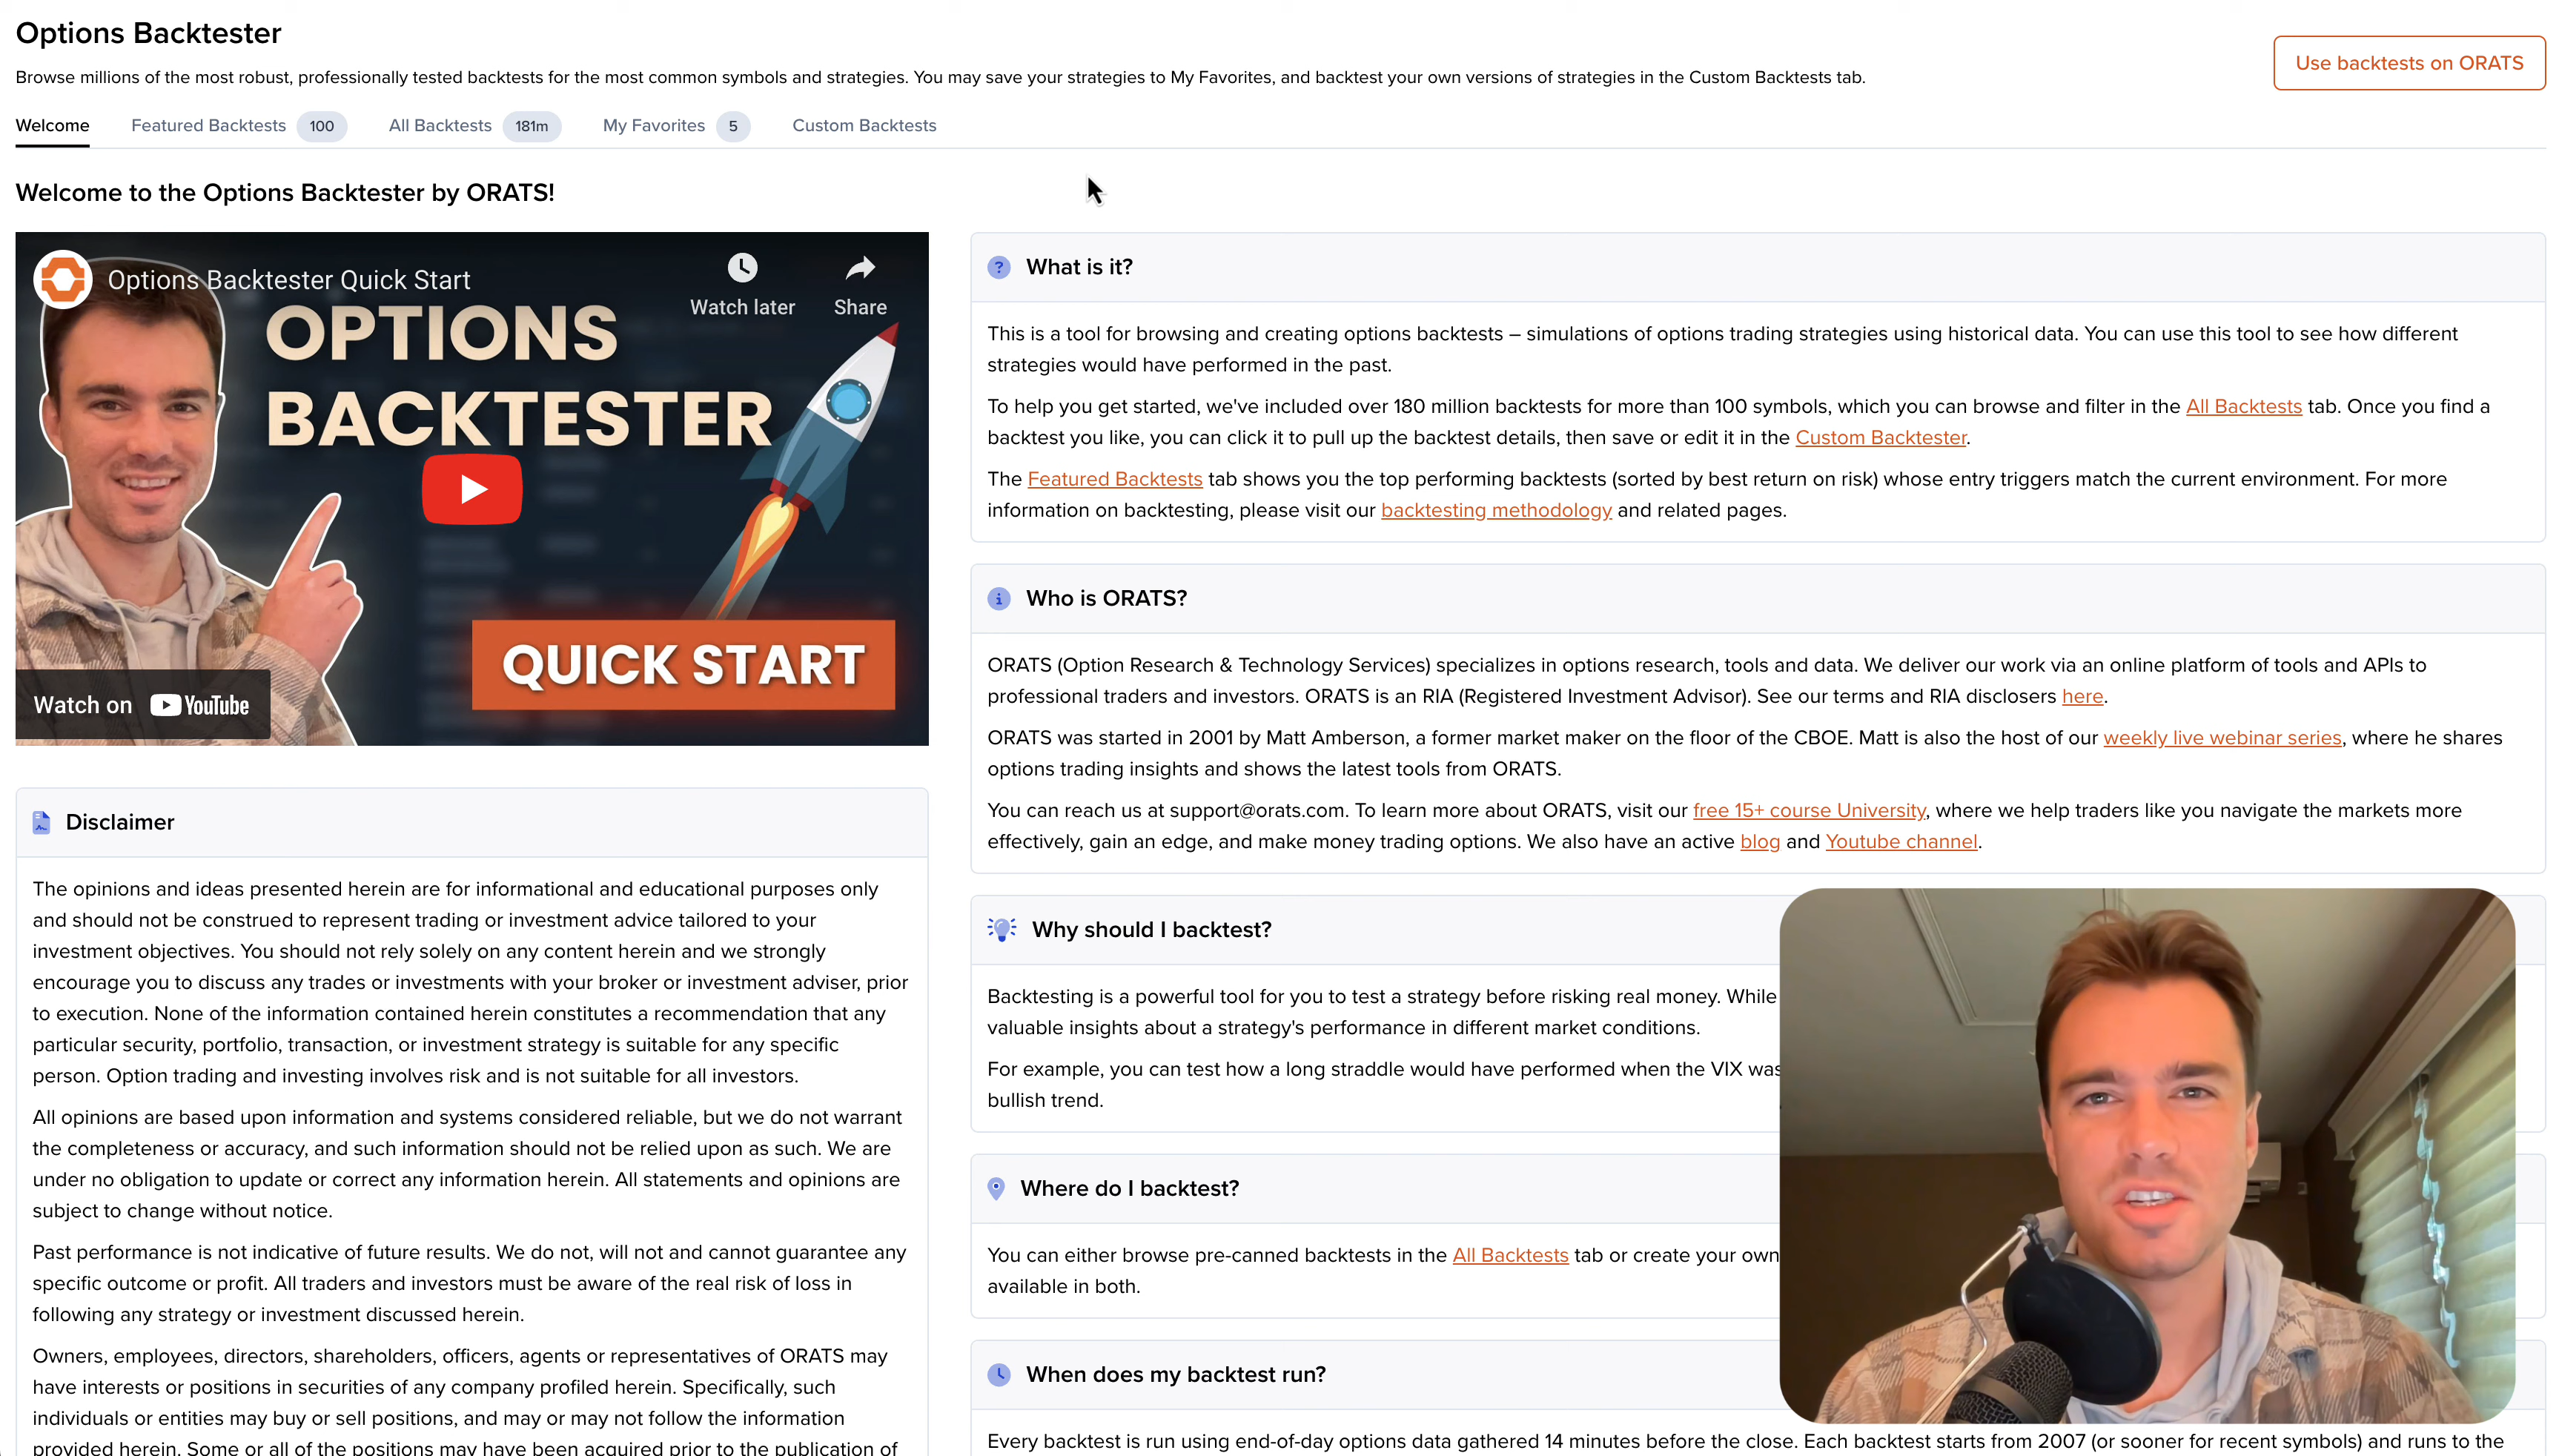 Options Backtester
Browse millions of the most robust, professionally tested backtests for the most common symbols and strategies. You may save your strategies to My Favorites, and backtest your own versions of strategies in the Custom Backtests tab.
Use backtests on ORATS
Welcome Featured Backtests 100 All Backtests 181m My Favorites 5 Custom Backtests
Welcome to the Options Backtester by ORATS!
Options Backtester Quick Start
Watch later
Share
OPTIONS
BACKTESTER
QUICK START
Watch on YouTube
Disclaimer
The opinions and ideas presented herein are for informational and educational purposes only
and should not be construed to represent trading or investment advice tailored to your
investment objectives. You should not rely solely on any content herein and we strongly
encourage you to discuss any trades or investments with your broker or investment adviser, prior
to execution. None of the information contained herein constitutes a recommendation that any
particular security, portfolio, transaction, or investment strategy is suitable for any specific
person. Option trading and investing involves risk and is not suitable for all investors.
All opinions are based upon information and systems considered reliable, but we do not warrant
the completeness or accuracy, and such information should not be relied upon as such. We are
under no obligation to update or correct any information herein. All statements and opinions are
subject to change without notice.
Past performance is not indicative of future results. We do not, will not and cannot guarantee any
specific outcome or profit. All traders and investors must be aware of the real risk of loss in
following any strategy or investment discussed herein.
Owners, employees, directors, shareholders, officers, agents or representatives of ORATS may
have interests or positions in securities of any company profiled herein. Specifically, such
individuals or entities may buy or sell positions, and may or may not follow the information
provided herein. Some or all of the positions may have been acquired prior to the publication of
What is it?
This is a tool for browsing and creating options backtests – simulations of options trading strategies using historical data. You can use this tool to see how different
strategies would have performed in the past.
To help you get started, we've included over 180 million backtests for more than 100 symbols, which you can browse and filter in the All Backtests tab. Once you find a
backtest you like, you can click it to pull up the backtest details, then save or edit it in the Custom Backtester.
The Featured Backtests tab shows you the top performing backtests (sorted by best return on risk) whose entry triggers match the current environment. For more
information on backtesting, please visit our backtesting methodology and related pages.
Who is ORATS?
ORATS (Option Research & Technology Services) specializes in options research, tools and data. We deliver our work via an online platform of tools and APIs to
professional traders and investors. ORATS is an RIA (Registered Investment Advisor). See our terms and RIA disclosers here.
ORATS was started in 2001 by Matt Amberson, a former market maker on the floor of the CBOE. Matt is also the host of our weekly live webinar series, where he shares
options trading insights and shows the latest tools from ORATS.
You can reach us at support@orats.com. To learn more about ORATS, visit our free 15+ course University, where we help traders like you navigate the markets more
effectively, gain an edge, and make money trading options. We also have an active blog and Youtube channel.
Why should I backtest?
Backtesting is a powerful tool for you to test a strategy before risking real money. While
valuable insights about a strategy's performance in different market conditions.
For example, you can test how a long straddle would have performed when the VIX was
bullish trend.
Where do I backtest?
You can either browse pre-canned backtests in the All Backtests tab or create your own
available in both.
When does my backtest run?
Every backtest is run using end-of-day options data gathered 14 minutes before the close. Each backtest starts from 2007 (or sooner for recent symbols) and runs to the